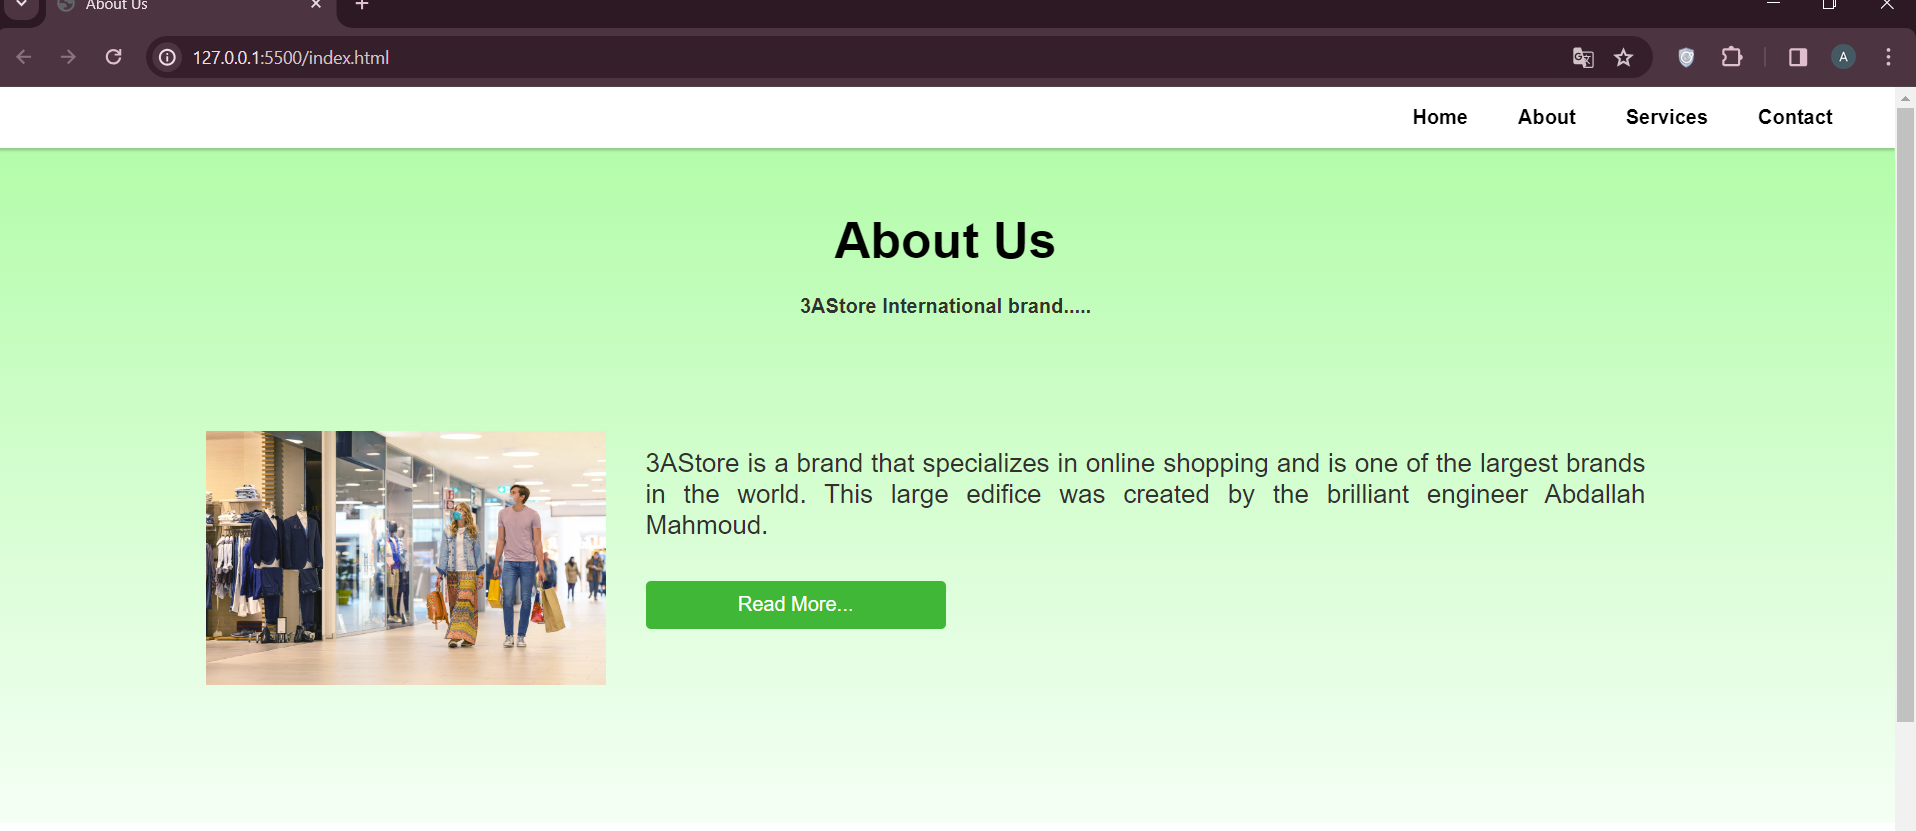 About Us
127.0.0.1:5500/index.html
A
Home About Services Contact
About Us
3AStore International brand.....
3AStore is a brand that specializes in online shopping and is one of the largest brands
in the world. This large edifice was created by the brilliant engineer Abdallah
Mahmoud.
Read More...